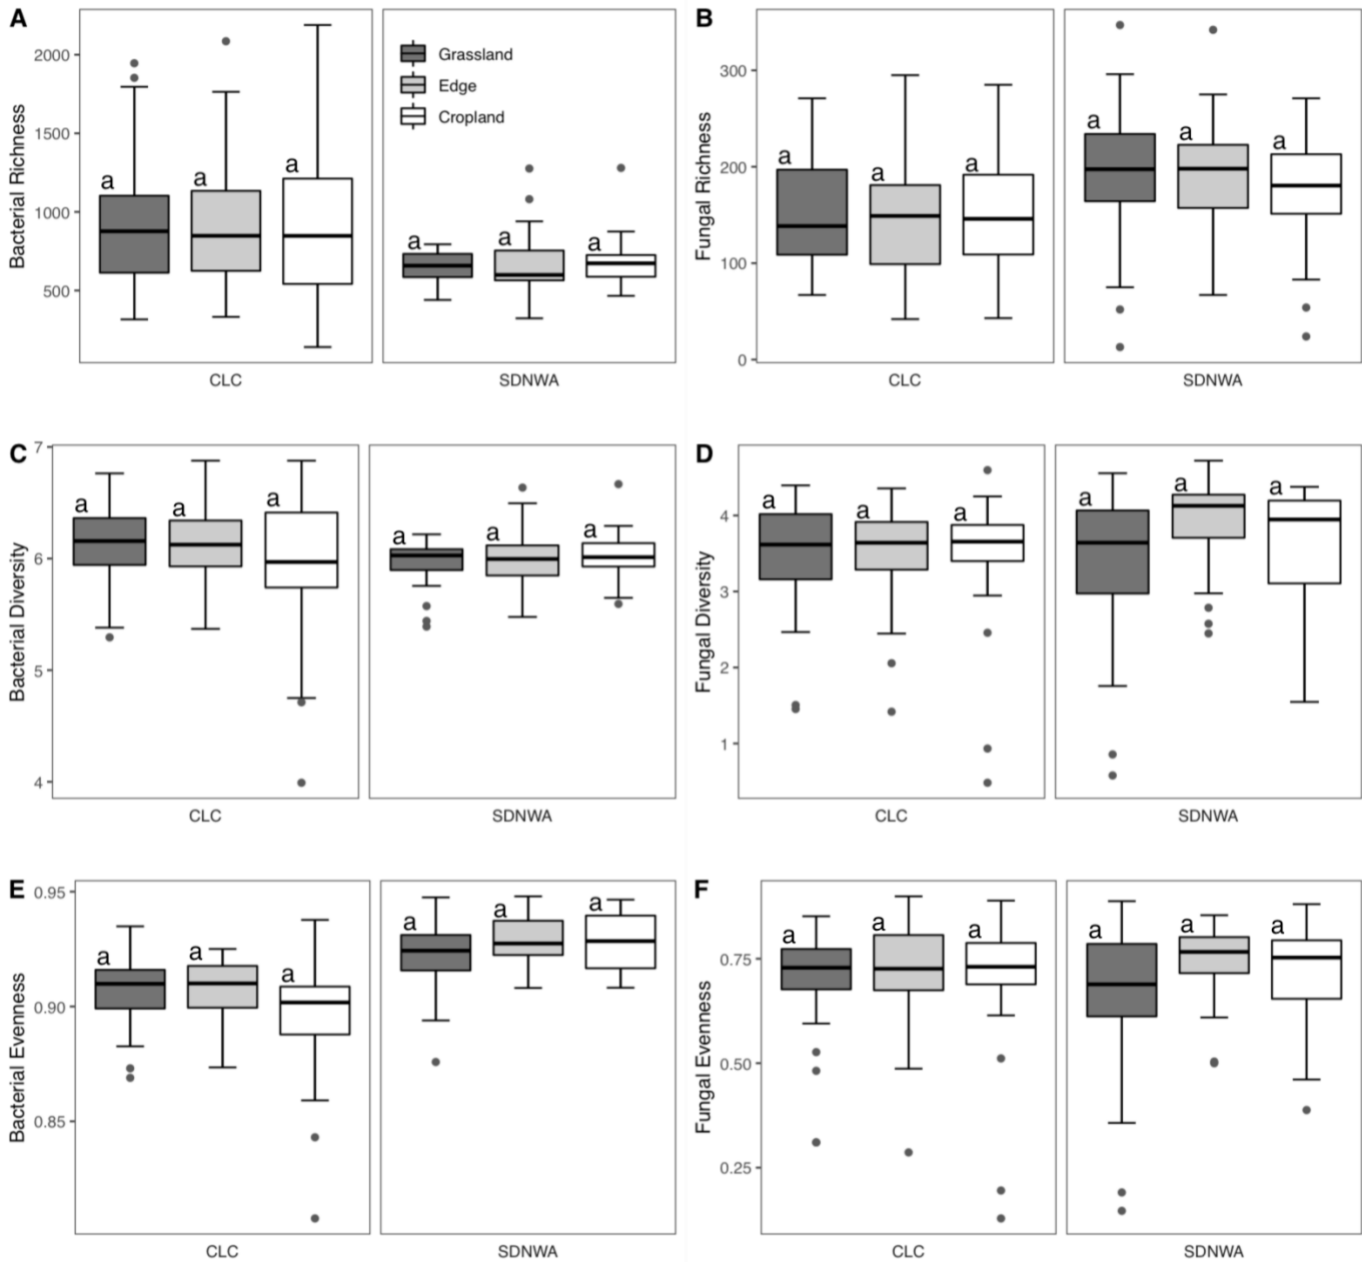 A
Bacterial Richness
2000
1500
1000
500
a
a
a
a
a
a
Grassland
Edge
Cropland
CLC
SDNWA
B
Fungal Richness
300
200
100
0
a
a
a
a
a
a
CLC
SDNWA
C
Bacterial Diversity
7
6
5
4
a
a
a
a
a
a
CLC
SDNWA
D
Fungal Diversity
4
3
2
1
a
a
a
a
a
a
CLC
SDNWA
E
Bacterial Evenness
0.95
0.90
0.85
a
a
a
a
a
a
CLC
SDNWA
F
Fungal Evenness
0.75
0.50
0.25
a
a
a
a
a
a
CLC
SDNWA